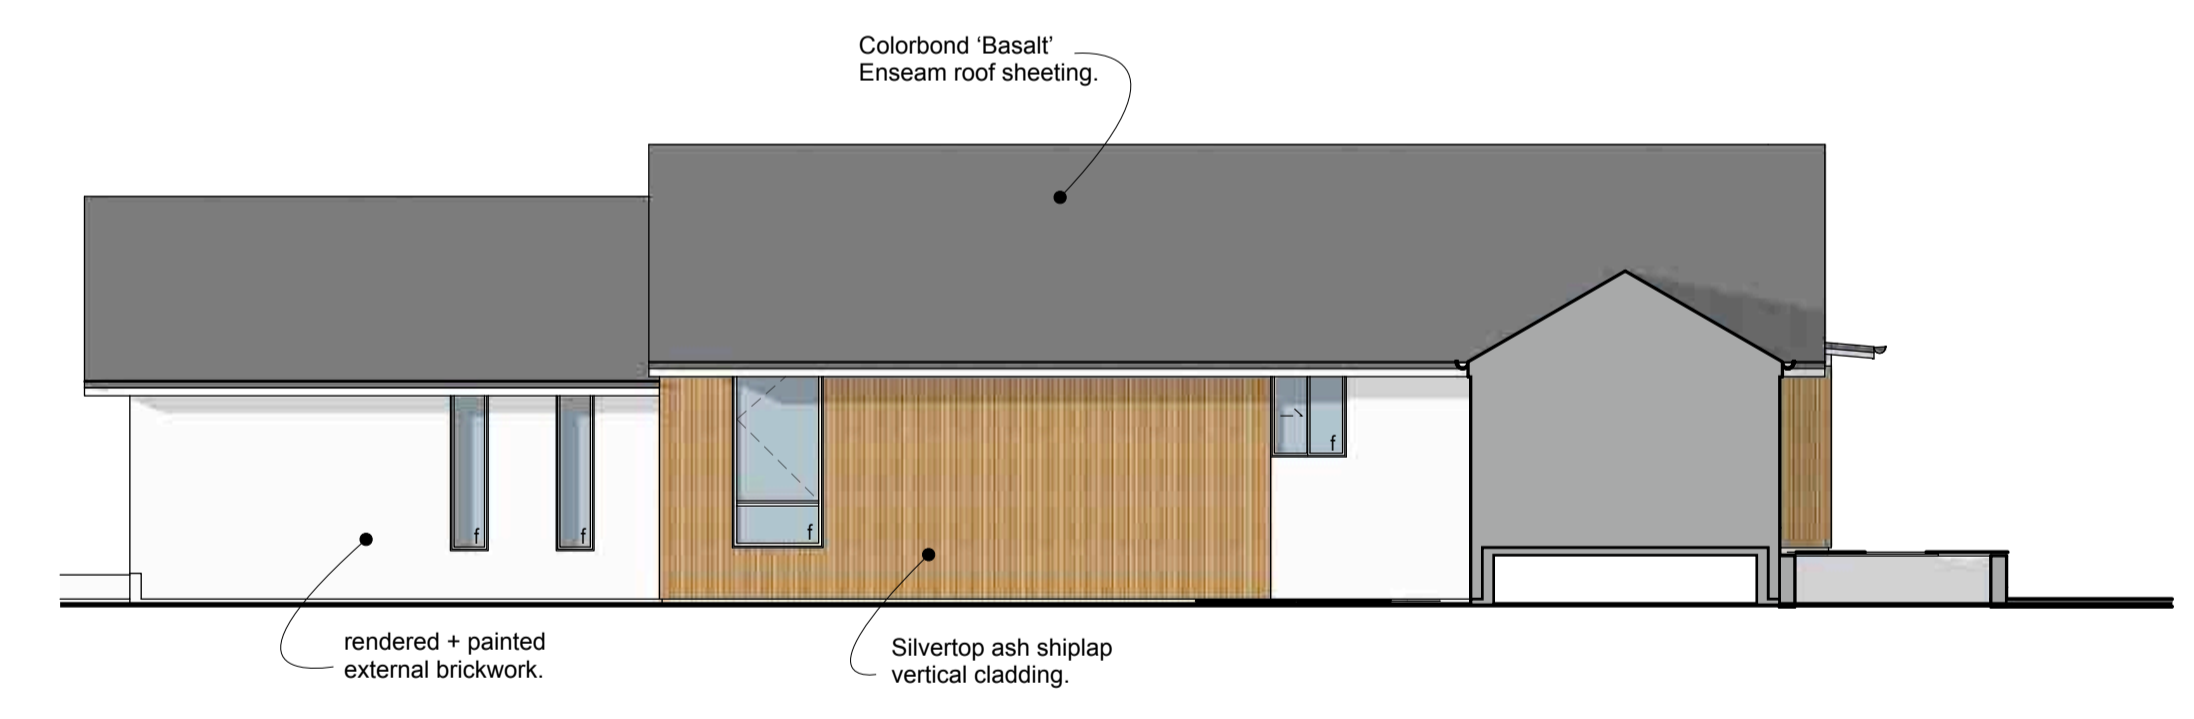 Colorbond ‘Basalt’
Enseam roof sheeting.
f
f
f
f
rendered + painted
external brickwork.
Silvertop ash shiplap
vertical cladding.